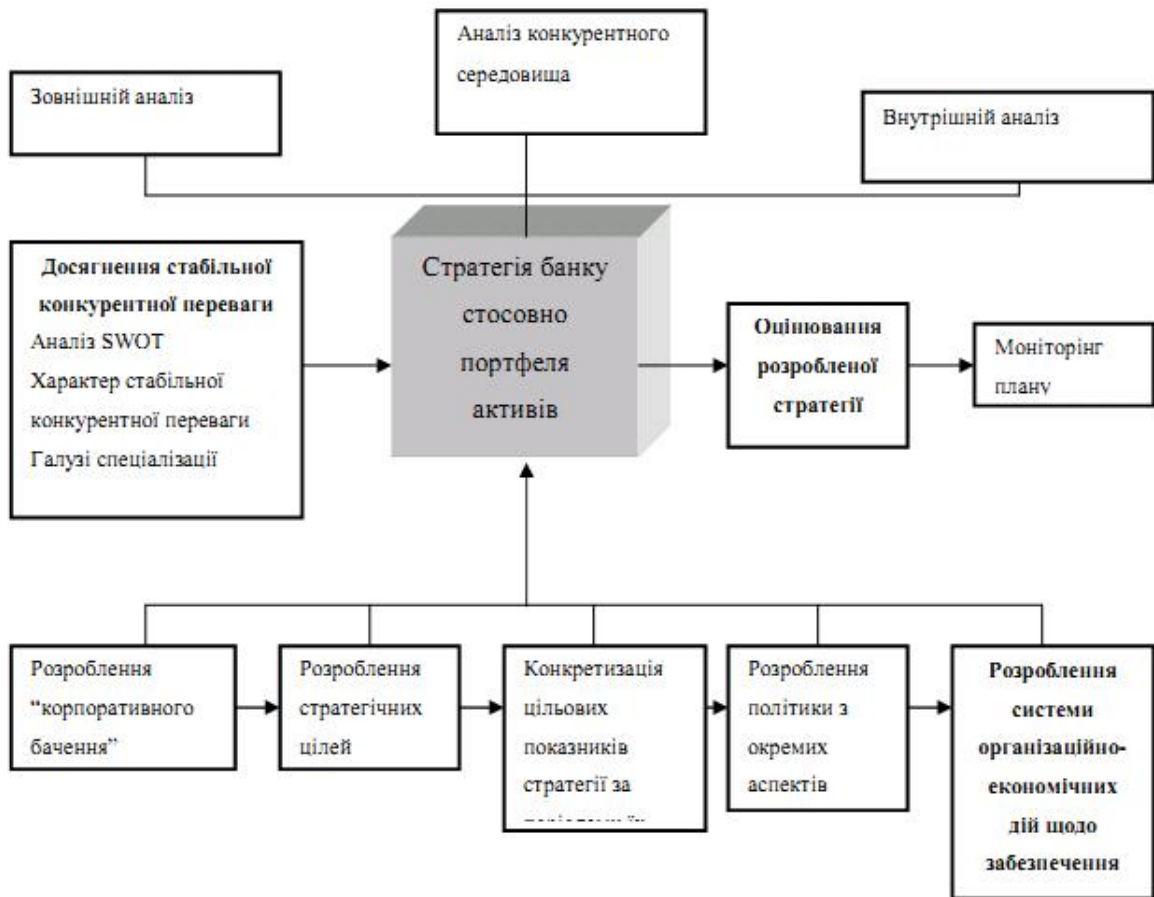 Аналіз конкурентного
середовища
Зовнішній аналіз
Внутрішній аналіз
Досягнення стабільної
конкурентної переваги
Аналіз SWOT
Характер стабільної
конкурентної переваги
Галузі спеціалізації
Стратегія банку
стосовно
портфеля
активів
Оцінювання
розробленої
стратегії
Моніторінг
плану
Розроблення
“корпоративного
бачення”
Розроблення
стратегічних
цілей
Конкретизація
цільових
показників
стратегії за
Розроблення
політики з
окремих
аспектів
Розроблення
системи
організаційно-
економічних
дій щодо
забезпечення